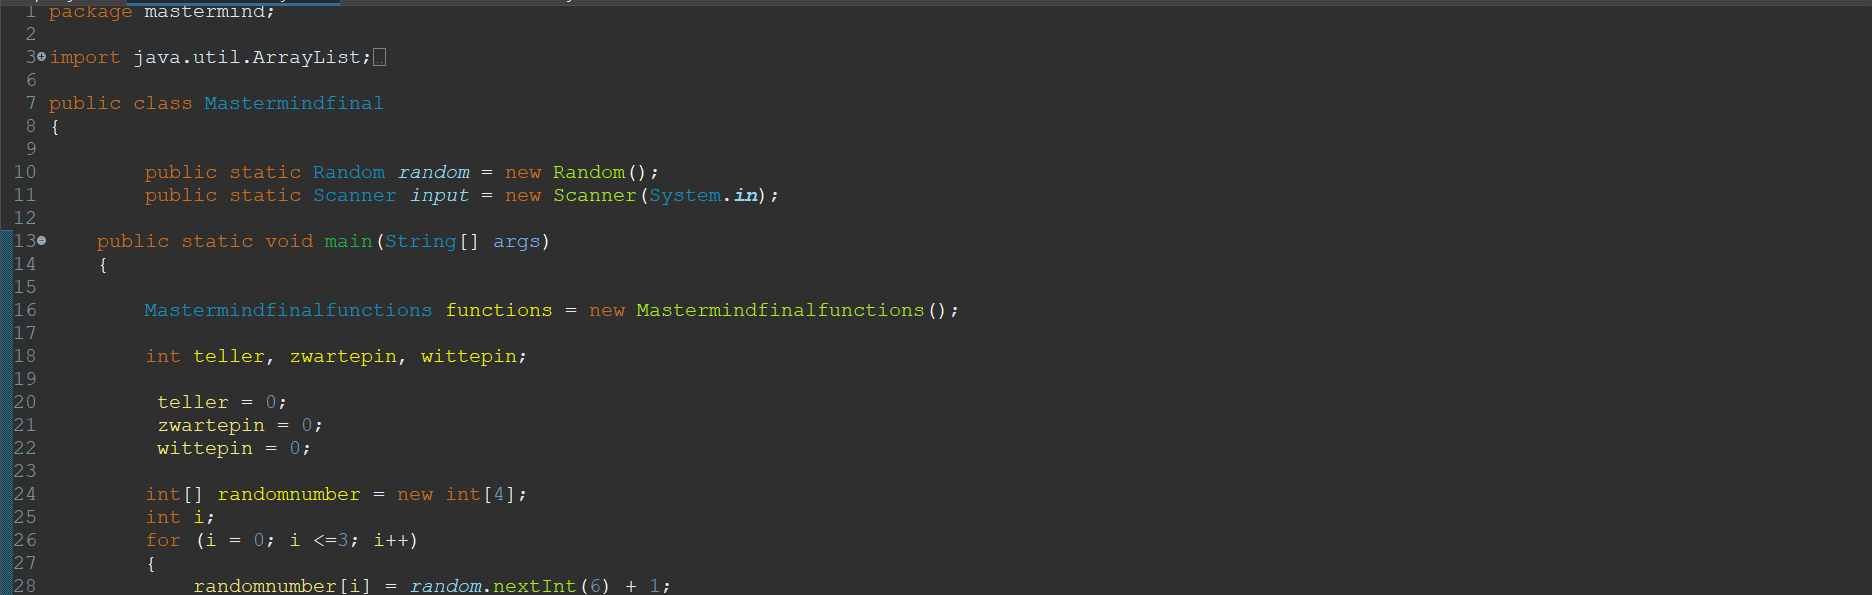 1 package mastermind;
2
3 import java.util.ArrayList;
6
7 public class Mastermindfinal
8 {
9
10 public static Random random = new Random();
11 public static Scanner input = new Scanner(System.in);
12
13 public static void main(String[] args)
14 {
15
16 Mastermindfinalfunctions functions = new Mastermindfinalfunctions();
17
18 int teller, zwartepin, wittepin;
19
20 teller = 0;
21 zwartepin = 0;
22 wittepin = 0;
23
24 int[] randomnumber = new int[4];
25 int i;
26 for (i = 0; i <=3; i++)
27 {
28 randomnumber[i] = random.nextInt(6) + 1;